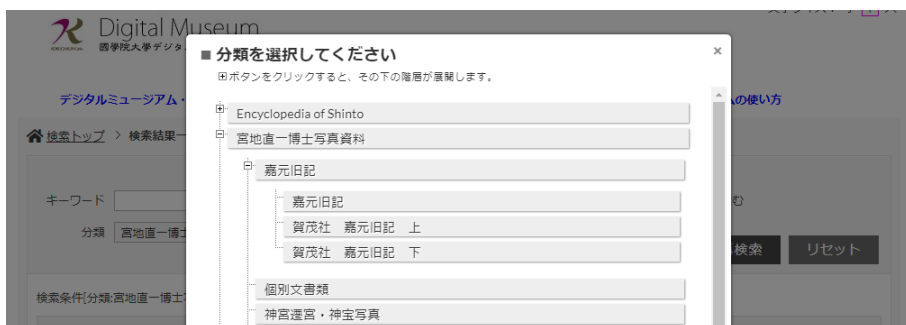 Digital Museum
國學院大學デジタ
■ 分類を選択してください
×
⊞ボタンをクリックすると、その下の階層が展開します。
デジタルミュージアム・
の使い方
Encyclopedia of Shinto
宮地直一博士写真資料
検索トップ > 検索結果一
嘉元旧記
キーワード
嘉元旧記
む
賀茂社 嘉元旧記 上
分類 宮地直一博士
賀茂社 嘉元旧記 下
検索
リセット
個別文書類
検索条件[分類:宮地直一博士
神宮遷宮・神宝写真